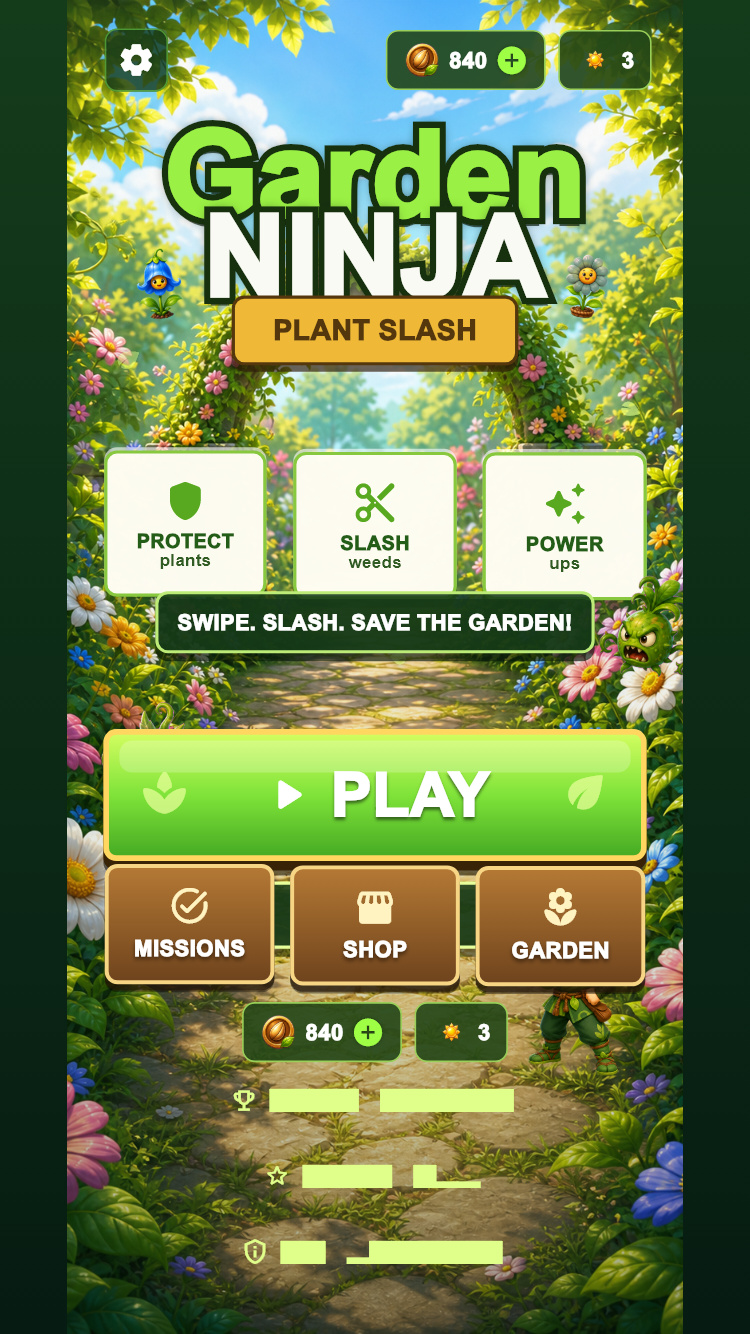 840 + 3
Garden
NINJA
PLANT SLASH
PROTECT
plants
SLASH
weeds
POWER
ups
SWIPE. SLASH. SAVE THE GARDEN!
PLAY
MISSIONS
SHOP
GARDEN
840 + 3